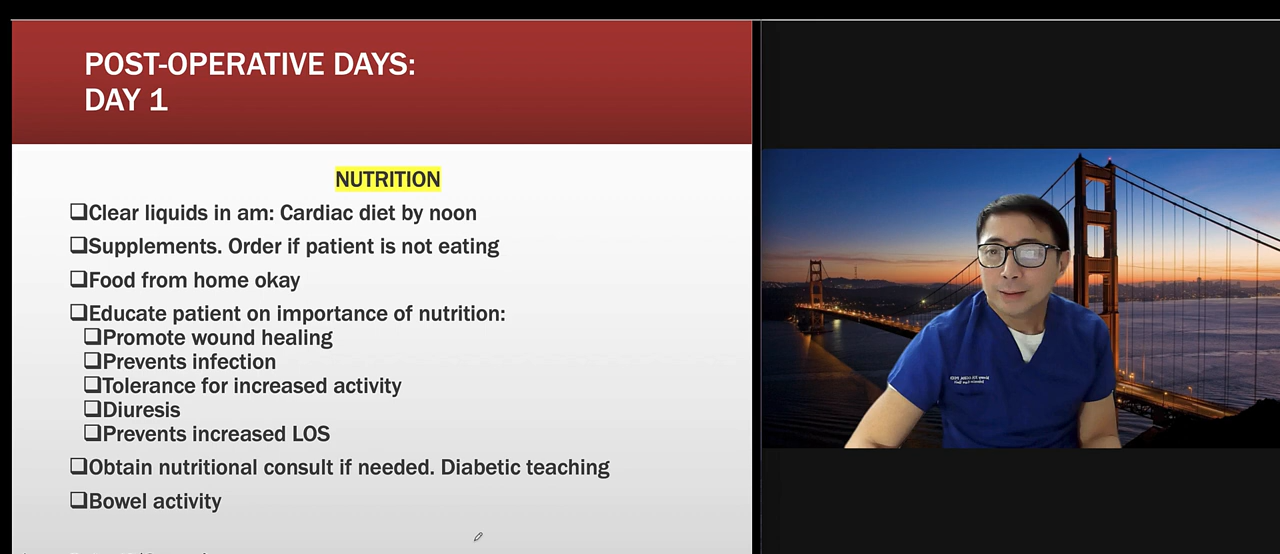 POST-OPERATIVE DAYS:
DAY 1
NUTRITION
❑Clear liquids in am: Cardiac diet by noon
❑Supplements. Order if patient is not eating
❑Food from home okay
❑Educate patient on importance of nutrition:
❑Promote wound healing
❑Prevents infection
❑Tolerance for increased activity
❑Diuresis
❑Prevents increased LOS
❑Obtain nutritional consult if needed. Diabetic teaching
❑Bowel activity